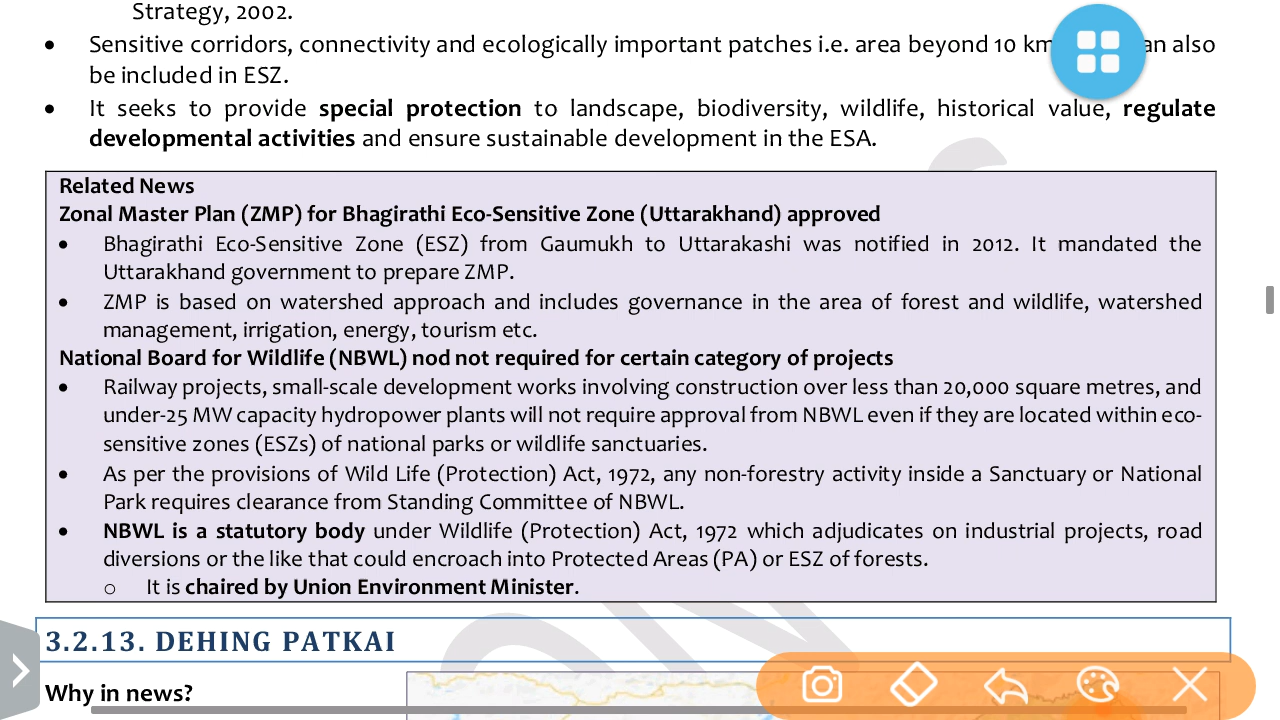 Strategy, 2002.
• Sensitive corridors, connectivity and ecologically important patches i.e. area beyond 10 km an also
be included in ESZ.
• It seeks to provide special protection to landscape, biodiversity, wildlife, historical value, regulate
developmental activities and ensure sustainable development in the ESA.
Related News
Zonal Master Plan (ZMP) for Bhagirathi Eco-Sensitive Zone (Uttarakhand) approved
• Bhagirathi Eco-Sensitive Zone (ESZ) from Gaumukh to Uttarakashi was notified in 2012. It mandated the
Uttarakhand government to prepare ZMP.
• ZMP is based on watershed approach and includes governance in the area of forest and wildlife, watershed
management, irrigation, energy, tourism etc.
National Board for Wildlife (NBWL) nod not required for certain category of projects
• Railway projects, small-scale development works involving construction over less than 20,000 square metres, and
under-25 MW capacity hydropower plants will not require approval from NBWL even if they are located within eco-
sensitive zones (ESZs) of national parks or wildlife sanctuaries.
• As per the provisions of Wild Life (Protection) Act, 1972, any non-forestry activity inside a Sanctuary or National
Park requires clearance from Standing Committee of NBWL.
• NBWL is a statutory body under Wildlife (Protection) Act, 1972 which adjudicates on industrial projects, road
diversions or the like that could encroach into Protected Areas (PA) or ESZ of forests.
o It is chaired by Union Environment Minister.
3.2.13. DEHING PATKAI
Why in news?